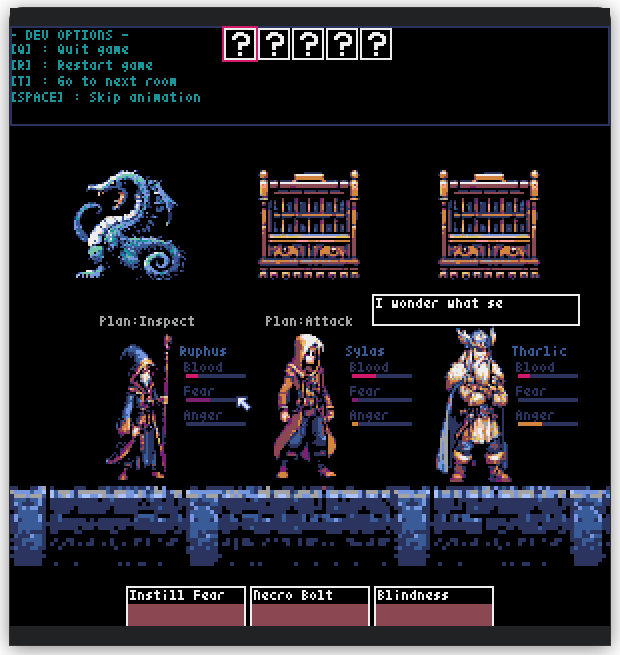 - DEV OPTIONS -
[Q] : Quit game
[R] : Restart game
[T] : Go to next room
[SPACE] : Skip animation
? ? ? ? ?
I wonder what se
Plan:Inspect
Plan:Attack
Ruphus
Blood
Fear
Anger
Sylas
Blood
Fear
Anger
Tharlic
Blood
Fear
Anger
Instill Fear
Necro Bolt
Blindness